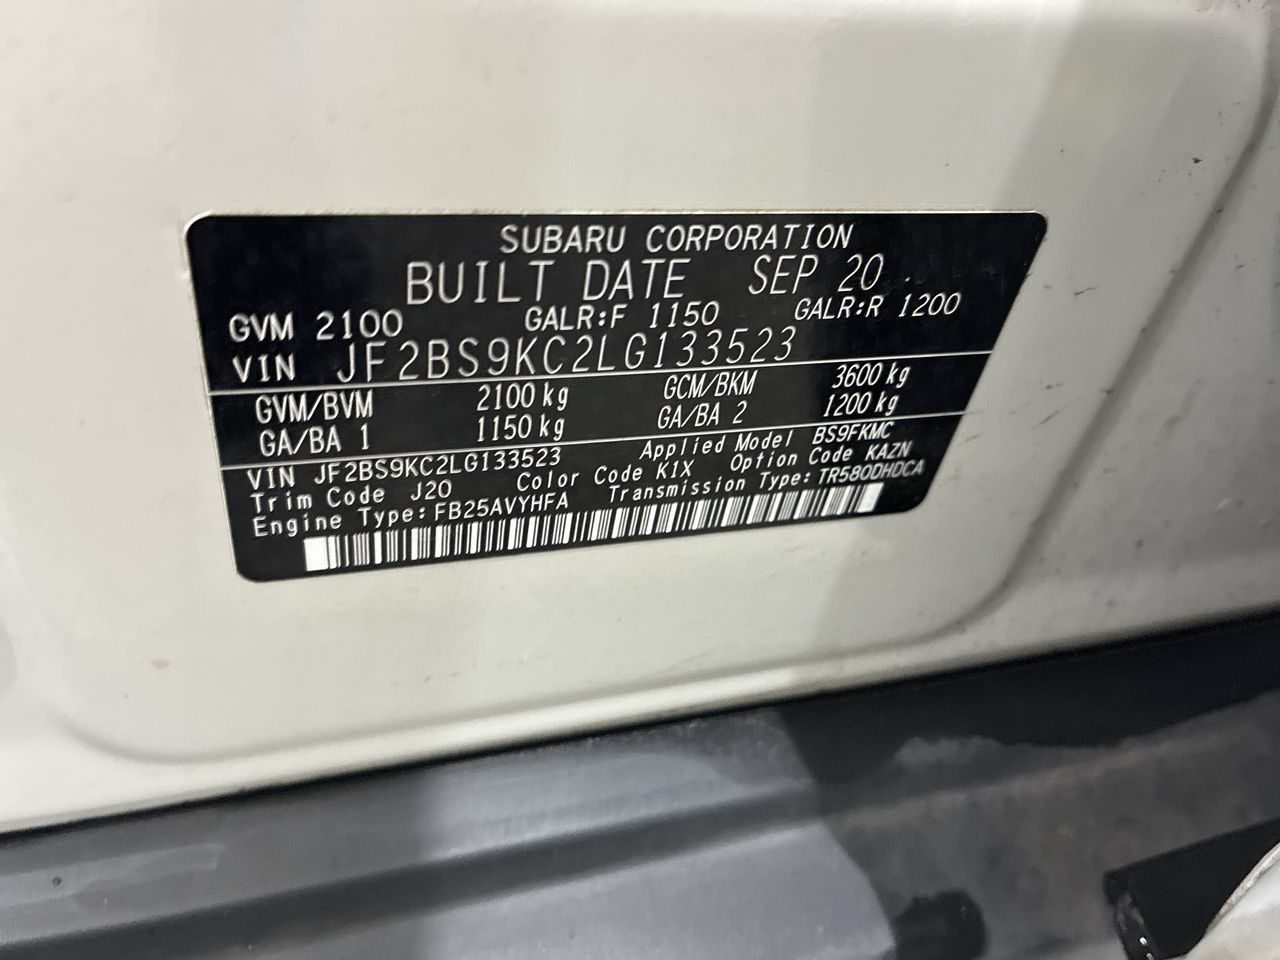 SUBARU CORPORATION
BUILT DATE SEP 20
GVM 2100 GALR:F 1150 GALR:R 1200
VIN JF2BS9KC2LG133523
GVM/BVM 2100 kg GCM/BKM 3600 kg
GA/BA 1 1150 kg GA/BA 2 1200 kg
VIN JF2BS9KC2LG133523 Applied Model BS9FKMC
Trim Code J20 Color Code K1X Option Code KAZN
Engine Type: FB25AVYHFA Transmission Type: TR580DHDCA